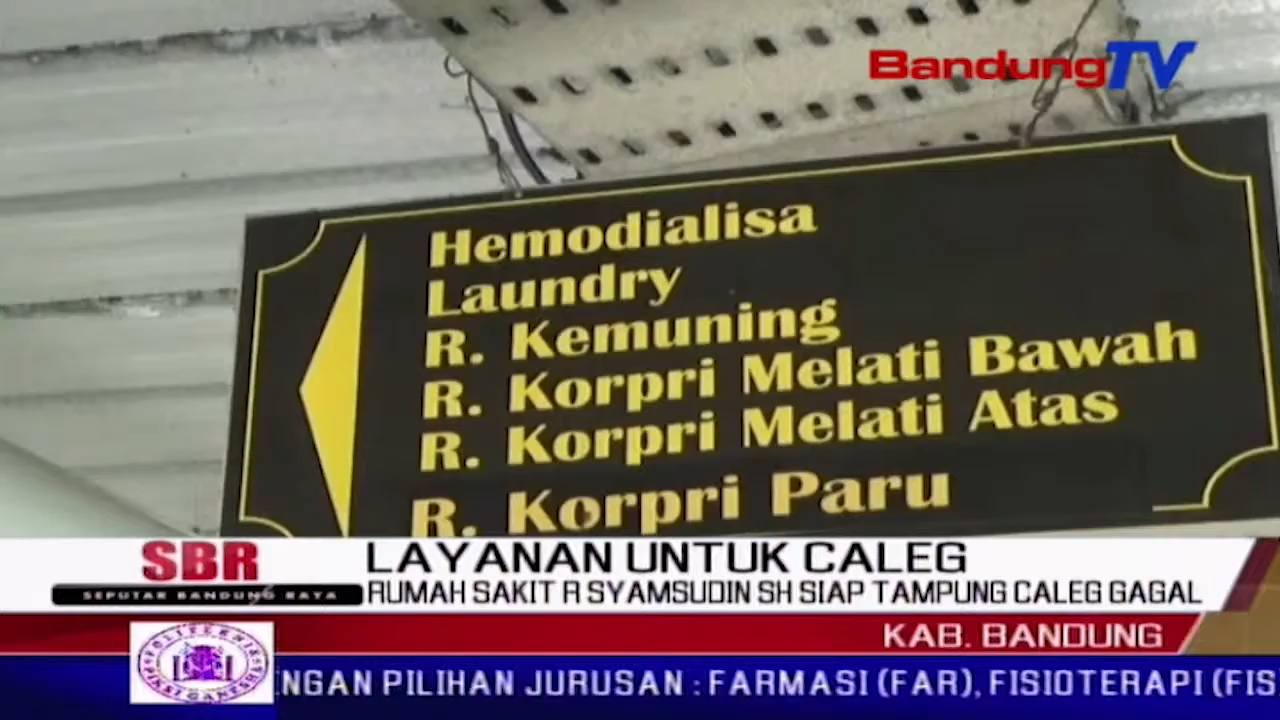 BandungTV
Hemodialisa
Laundry
R. Kemuning
R. Korpri Melati Bawah
R. Korpri Melati Atas
R. Korpri Paru
SBR
SEPUTAR BANDUNG RAYA
LAYANAN UNTUK CALEG
RUMAH SAKIT R SYAMSUDIN SH SIAP TAMPUNG CALEG GAGAL
KAB. BANDUNG
NGAN PILIHAN JURUSAN : FARMASI (FAR), FISIOTERAPI (FIS